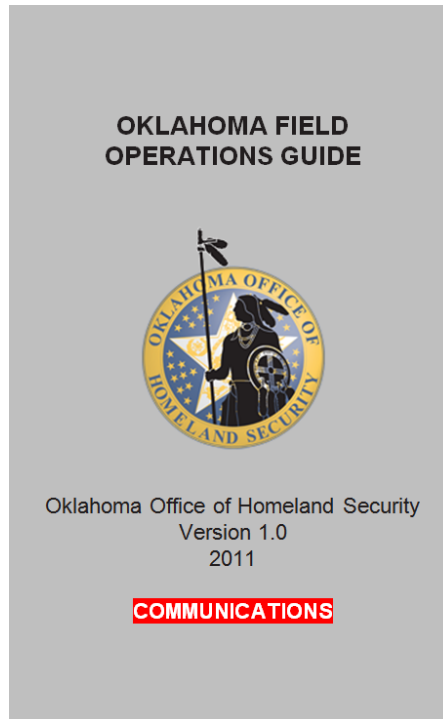 OKLAHOMA FIELD
OPERATIONS GUIDE
OKLAHOMA OFFICE OF
HOMELAND SECURITY
Oklahoma Office of Homeland Security
Version 1.0
2011
COMMUNICATIONS